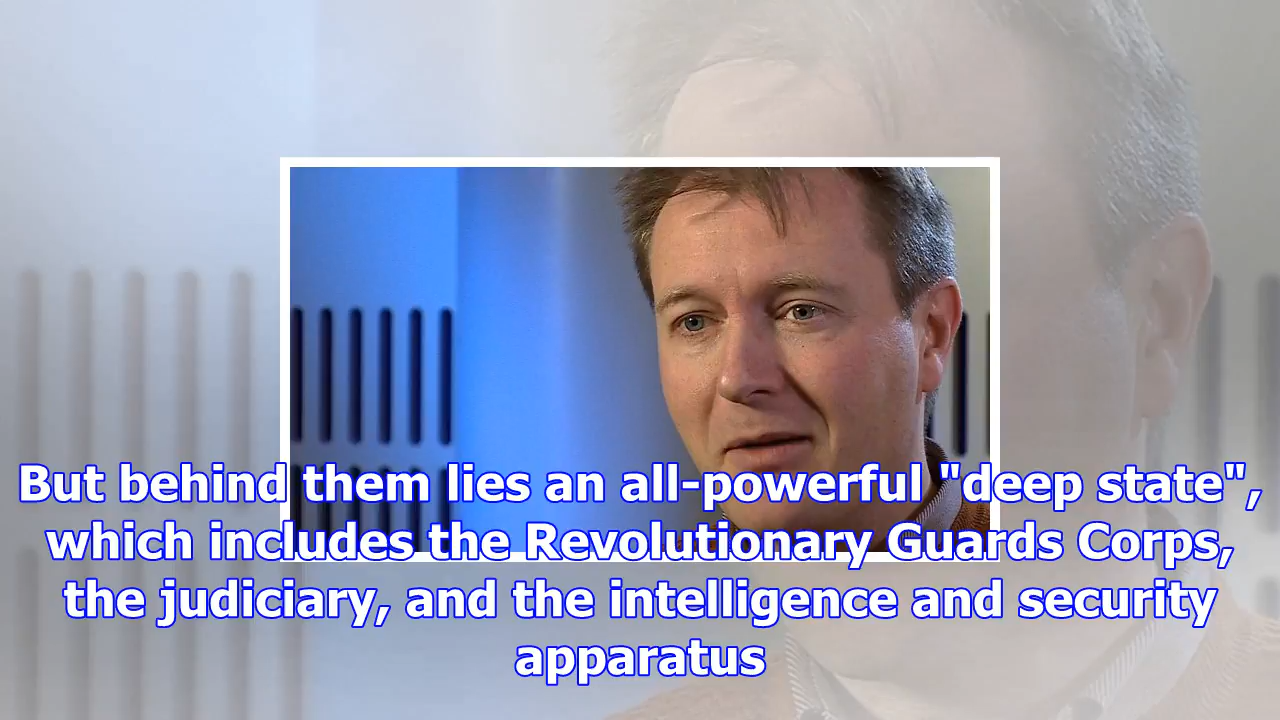 But behind them lies an all-powerful "deep state",
which includes the Revolutionary Guards Corps,
the judiciary, and the intelligence and security
apparatus